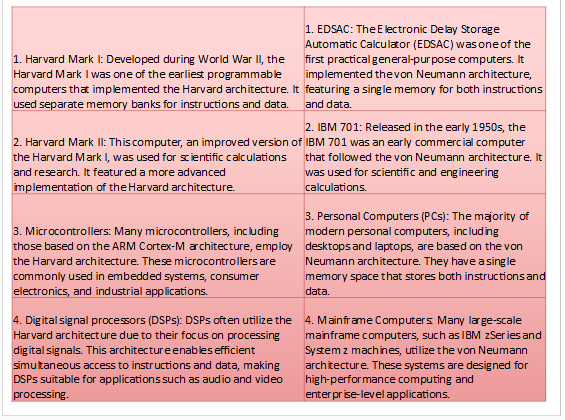 1. Harvard Mark I: Developed during World War II, the
Harvard Mark I was one of the earliest programmable
computers that implemented the Harvard architecture. It
used separate memory banks for instructions and data.
1. EDSAC: The Electronic Delay Storage
Automatic Calculator (EDSAC) was one of the
first practical general-purpose computers. It
implemented the von Neumann architecture,
featuring a single memory for both instructions
and data.
2. Harvard Mark II: This computer, an improved version of
the Harvard Mark I, was used for scientific calculations
and research. It featured a more advanced
implementation of the Harvard architecture.
2. IBM 701: Released in the early 1950s, the
IBM 701 was an early commercial computer
that followed the von Neumann architecture. It
was used for scientific and engineering
calculations.
3. Microcontrollers: Many microcontrollers, including
those based on the ARM Cortex-M architecture, employ
the Harvard architecture. These microcontrollers are
commonly used in embedded systems, consumer
electronics, and industrial applications.
3. Personal Computers (PCs): The majority of
modern personal computers, including
desktops and laptops, are based on the von
Neumann architecture. They have a single
memory space that stores both instructions and
data.
4. Digital signal processors (DSPs): DSPs often utilize the
Harvard architecture due to their focus on processing
digital signals. This architecture enables efficient
simultaneous access to instructions and data, making
DSPs suitable for applications such as audio and video
processing.
4. Mainframe Computers: Many large-scale
mainframe computers, such as IBM zSeries and
System z machines, utilize the von Neumann
architecture. These systems are designed for
high-performance computing and
enterprise-level applications.